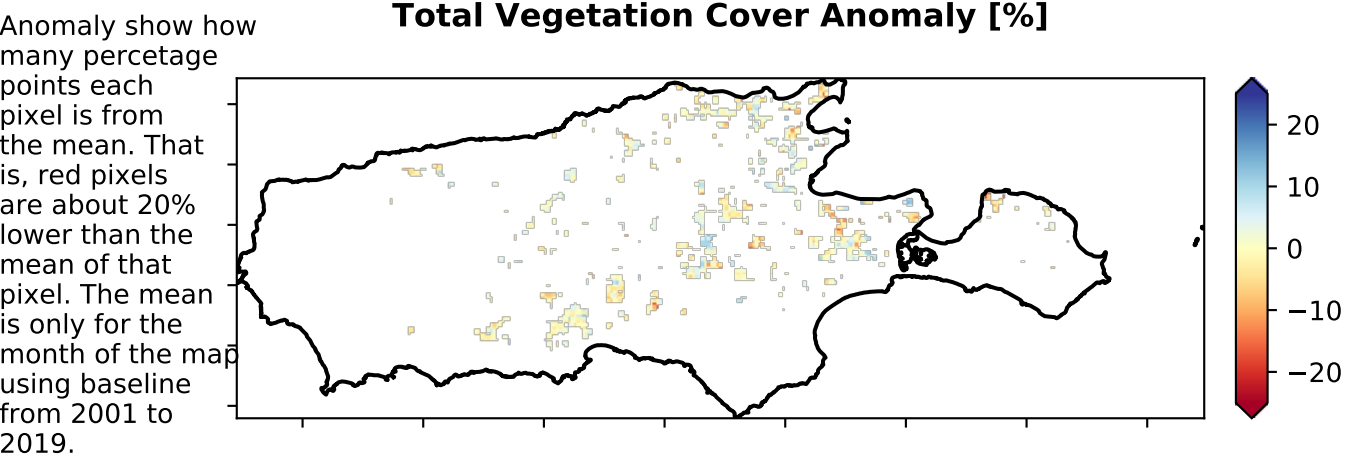 Total Vegetation Cover Anomaly [%]
Anomaly show how
many percetage
points each
pixel is from
the mean. That
is, red pixels
are about 20%
lower than the
mean of that
pixel. The mean
is only for the
month of the map
using baseline
from 2001 to
2019.
20
10
0
−10
−20